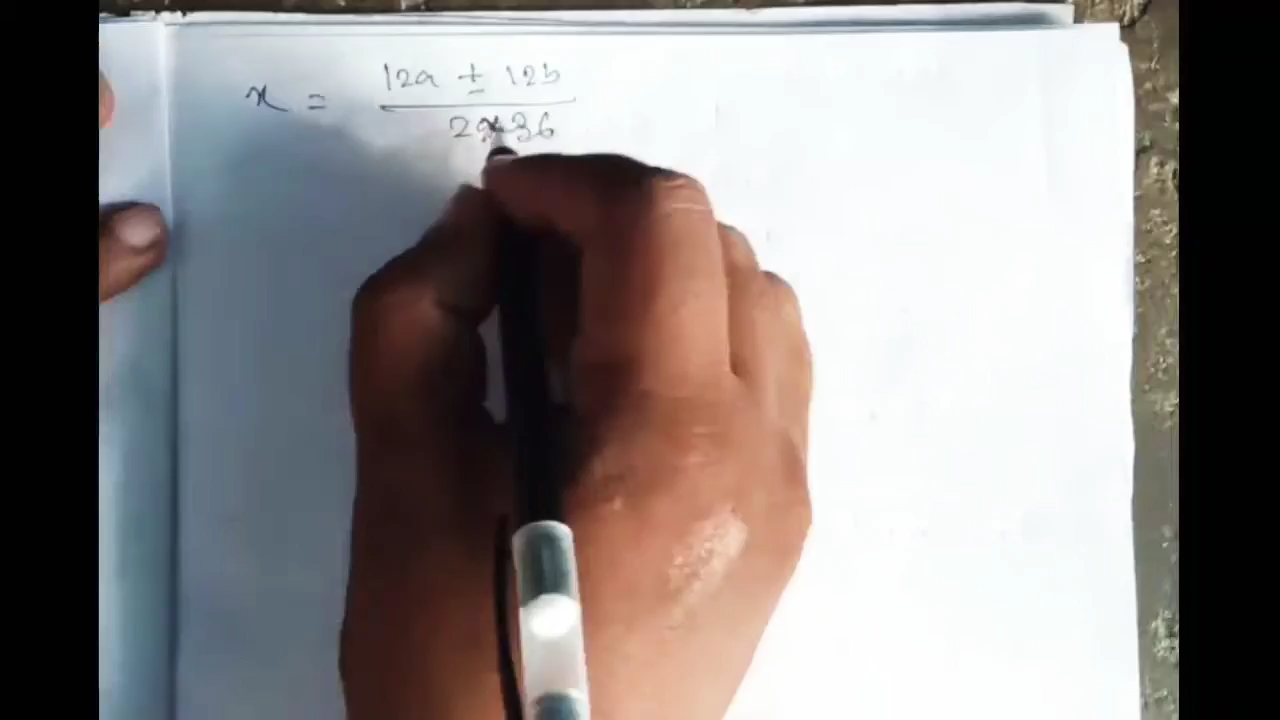 x = (12a ± 12b) / (2×36)